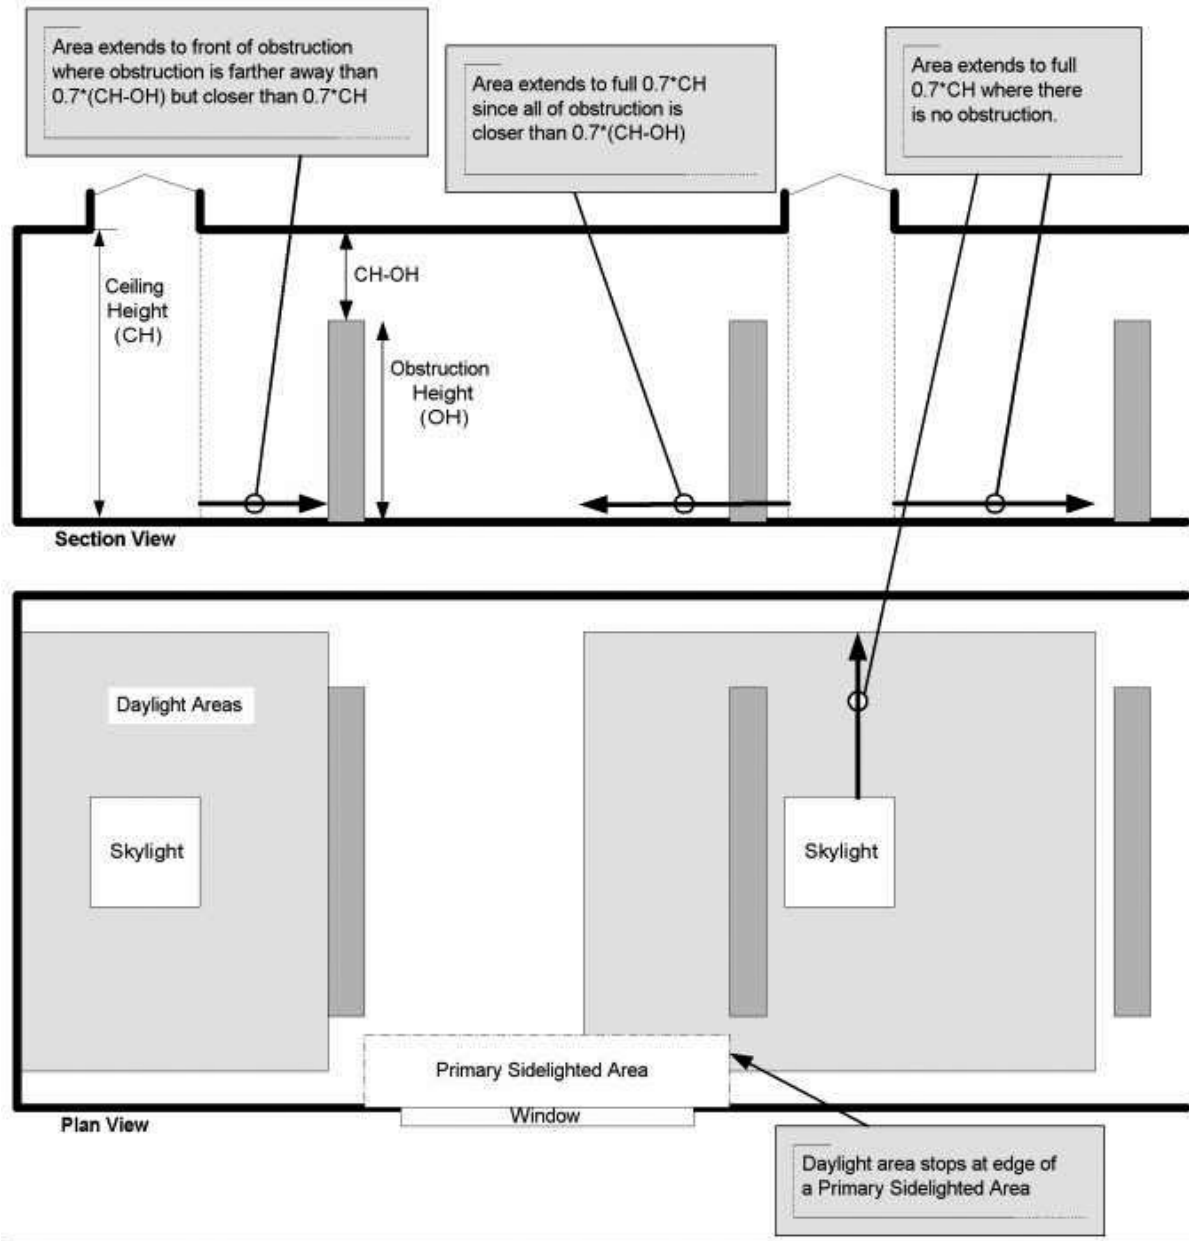 Area extends to front of obstruction
where obstruction is farther away than
0.7*(CH-OH) but closer than 0.7*CH
Area extends to full 0.7*CH
since all of obstruction is
closer than 0.7*(CH-OH)
Area extends to full
0.7*CH where there
is no obstruction.
Ceiling
Height
(CH)
CH-OH
Obstruction
Height
(OH)
Section View
Daylight Areas
Skylight
Skylight
Primary Sidelighted Area
Window
Plan View
Daylight area stops at edge of
a Primary Sidelighted Area